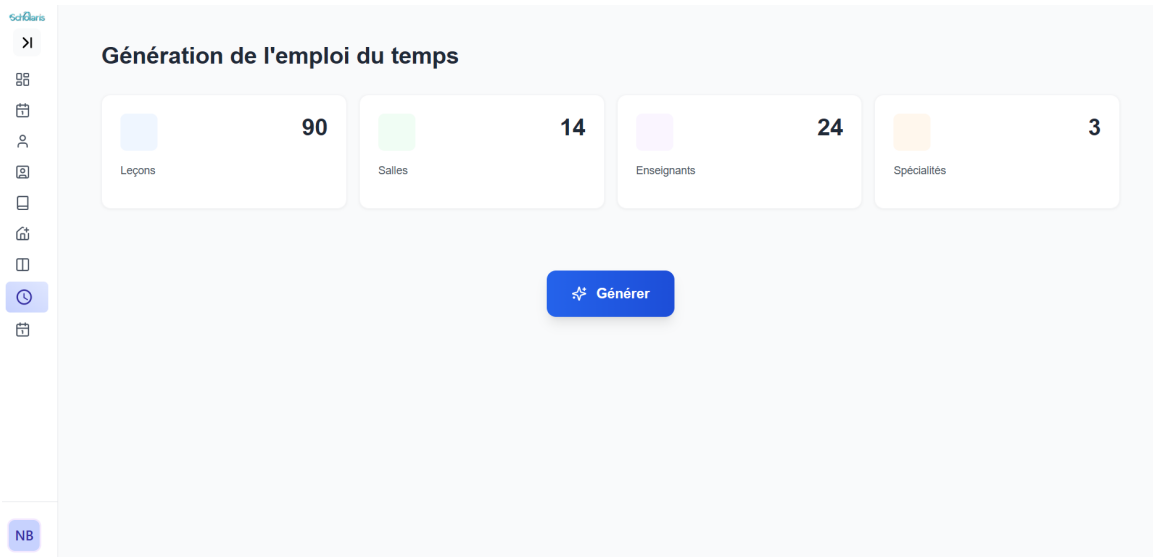 Scholaris
Génération de l'emploi du temps
90
Leçons
14
Salles
24
Enseignants
3
Spécialités
Générer
NB